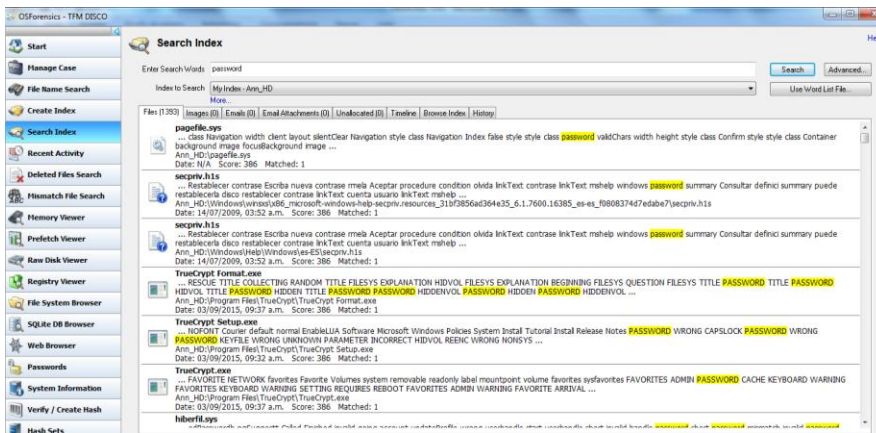 OSForensics - TFM DISCO
Start
Manage Case
File Name Search
Create Index
Search Index
Recent Activity
Deleted Files Search
Mismatch File Search
Memory Viewer
Prefetch Viewer
Raw Disk Viewer
Registry Viewer
File System Browser
SQLite DB Browser
Web Browser
Passwords
System Information
Verify / Create Hash
Hash Sets
Search Index
He
Enter Search Words password
Search Advanced...
Index to Search My Index - Ann_HD
Use Word List File...
More...
Files (1393) Images (0) Emails (0) Email Attachments (0) Unallocated (0) Timeline Browse Index History
pagefile.sys
... class Navigation width client layout silentClear Navigation style class Navigation Index false style style class password validChars width height style class Confirm style style class Container
background image focusBackground image ...
Ann_HD:\pagefile.sys
Date: N/A Score: 386 Matched: 1
secpriv.h1s
... Restablecer contrase Escriba nueva contrase rmela Aceptar procedure condition olvida linkText contrase linkText mshelp windows password summary Consultar definici summary puede
restablecerla disco restablecer contrase linkText cuenta usuario linkText mshelp ...
Ann_HD:\Windows\winsxs\x86_microsoft-windows-help-secpriv.resources_31bf3856ad364e35_6.1.7600.16385_es-es_f0808374d7edabe7\secpriv.h1s
Date: 14/07/2009, 03:52 a.m. Score: 386 Matched: 1
secpriv.h1s
... Restablecer contrase Escriba nueva contrase rmela Aceptar procedure condition olvida linkText contrase linkText mshelp windows password summary Consultar definici summary puede
restablecerla disco restablecer contrase linkText cuenta usuario linkText mshelp ...
Ann_HD:\Windows\Help\Windows\es-ES\secpriv.h1s
Date: 14/07/2009, 03:52 a.m. Score: 386 Matched: 1
TrueCrypt Format.exe
... RESCUE TITLE COLLECTING RANDOM TITLE FILESYS EXPLANATION HIDVOL FILESYS EXPLANATION BEGINNING FILESYS QUESTION FILESYS TITLE PASSWORD TITLE PASSWORD
HIDVOL TITLE PASSWORD HIDDEN TITLE PASSWORD PASSWORD HIDDENVOL PASSWORD HIDDEN PASSWORD HIDDENVOL ...
Ann_HD:\Program Files\TrueCrypt\TrueCrypt Format.exe
Date: 03/09/2015, 09:37 a.m. Score: 386 Matched: 1
TrueCrypt Setup.exe
... NOFONT Courier default normal EnableLUA Software Microsoft Windows Policies System Install Tutorial Install Release Notes PASSWORD WRONG CAPSLOCK PASSWORD WRONG
PASSWORD KEYFILE WRONG UNKNOWN PARAMETER INCORRECT HIDVOL REENC WRONG NONSYS ...
Ann_HD:\Program Files\TrueCrypt\TrueCrypt Setup.exe
Date: 03/09/2015, 09:32 a.m. Score: 386 Matched: 1
TrueCrypt.exe
... FAVORITE NETWORK favorites Favorite Volumes system removable readonly label mountpoint volume favorites sysfavorites FAVORITES ADMIN PASSWORD CACHE KEYBOARD WARNING
FAVORITES KEYBOARD WARNING SETTING REQUIRES REBOOT FAVORITES ADMIN WARNING FAVORITE ARRIVAL ...
Ann_HD:\Program Files\TrueCrypt\TrueCrypt.exe
Date: 03/09/2015, 09:37 a.m. Score: 386 Matched: 1
hiberfil.sys